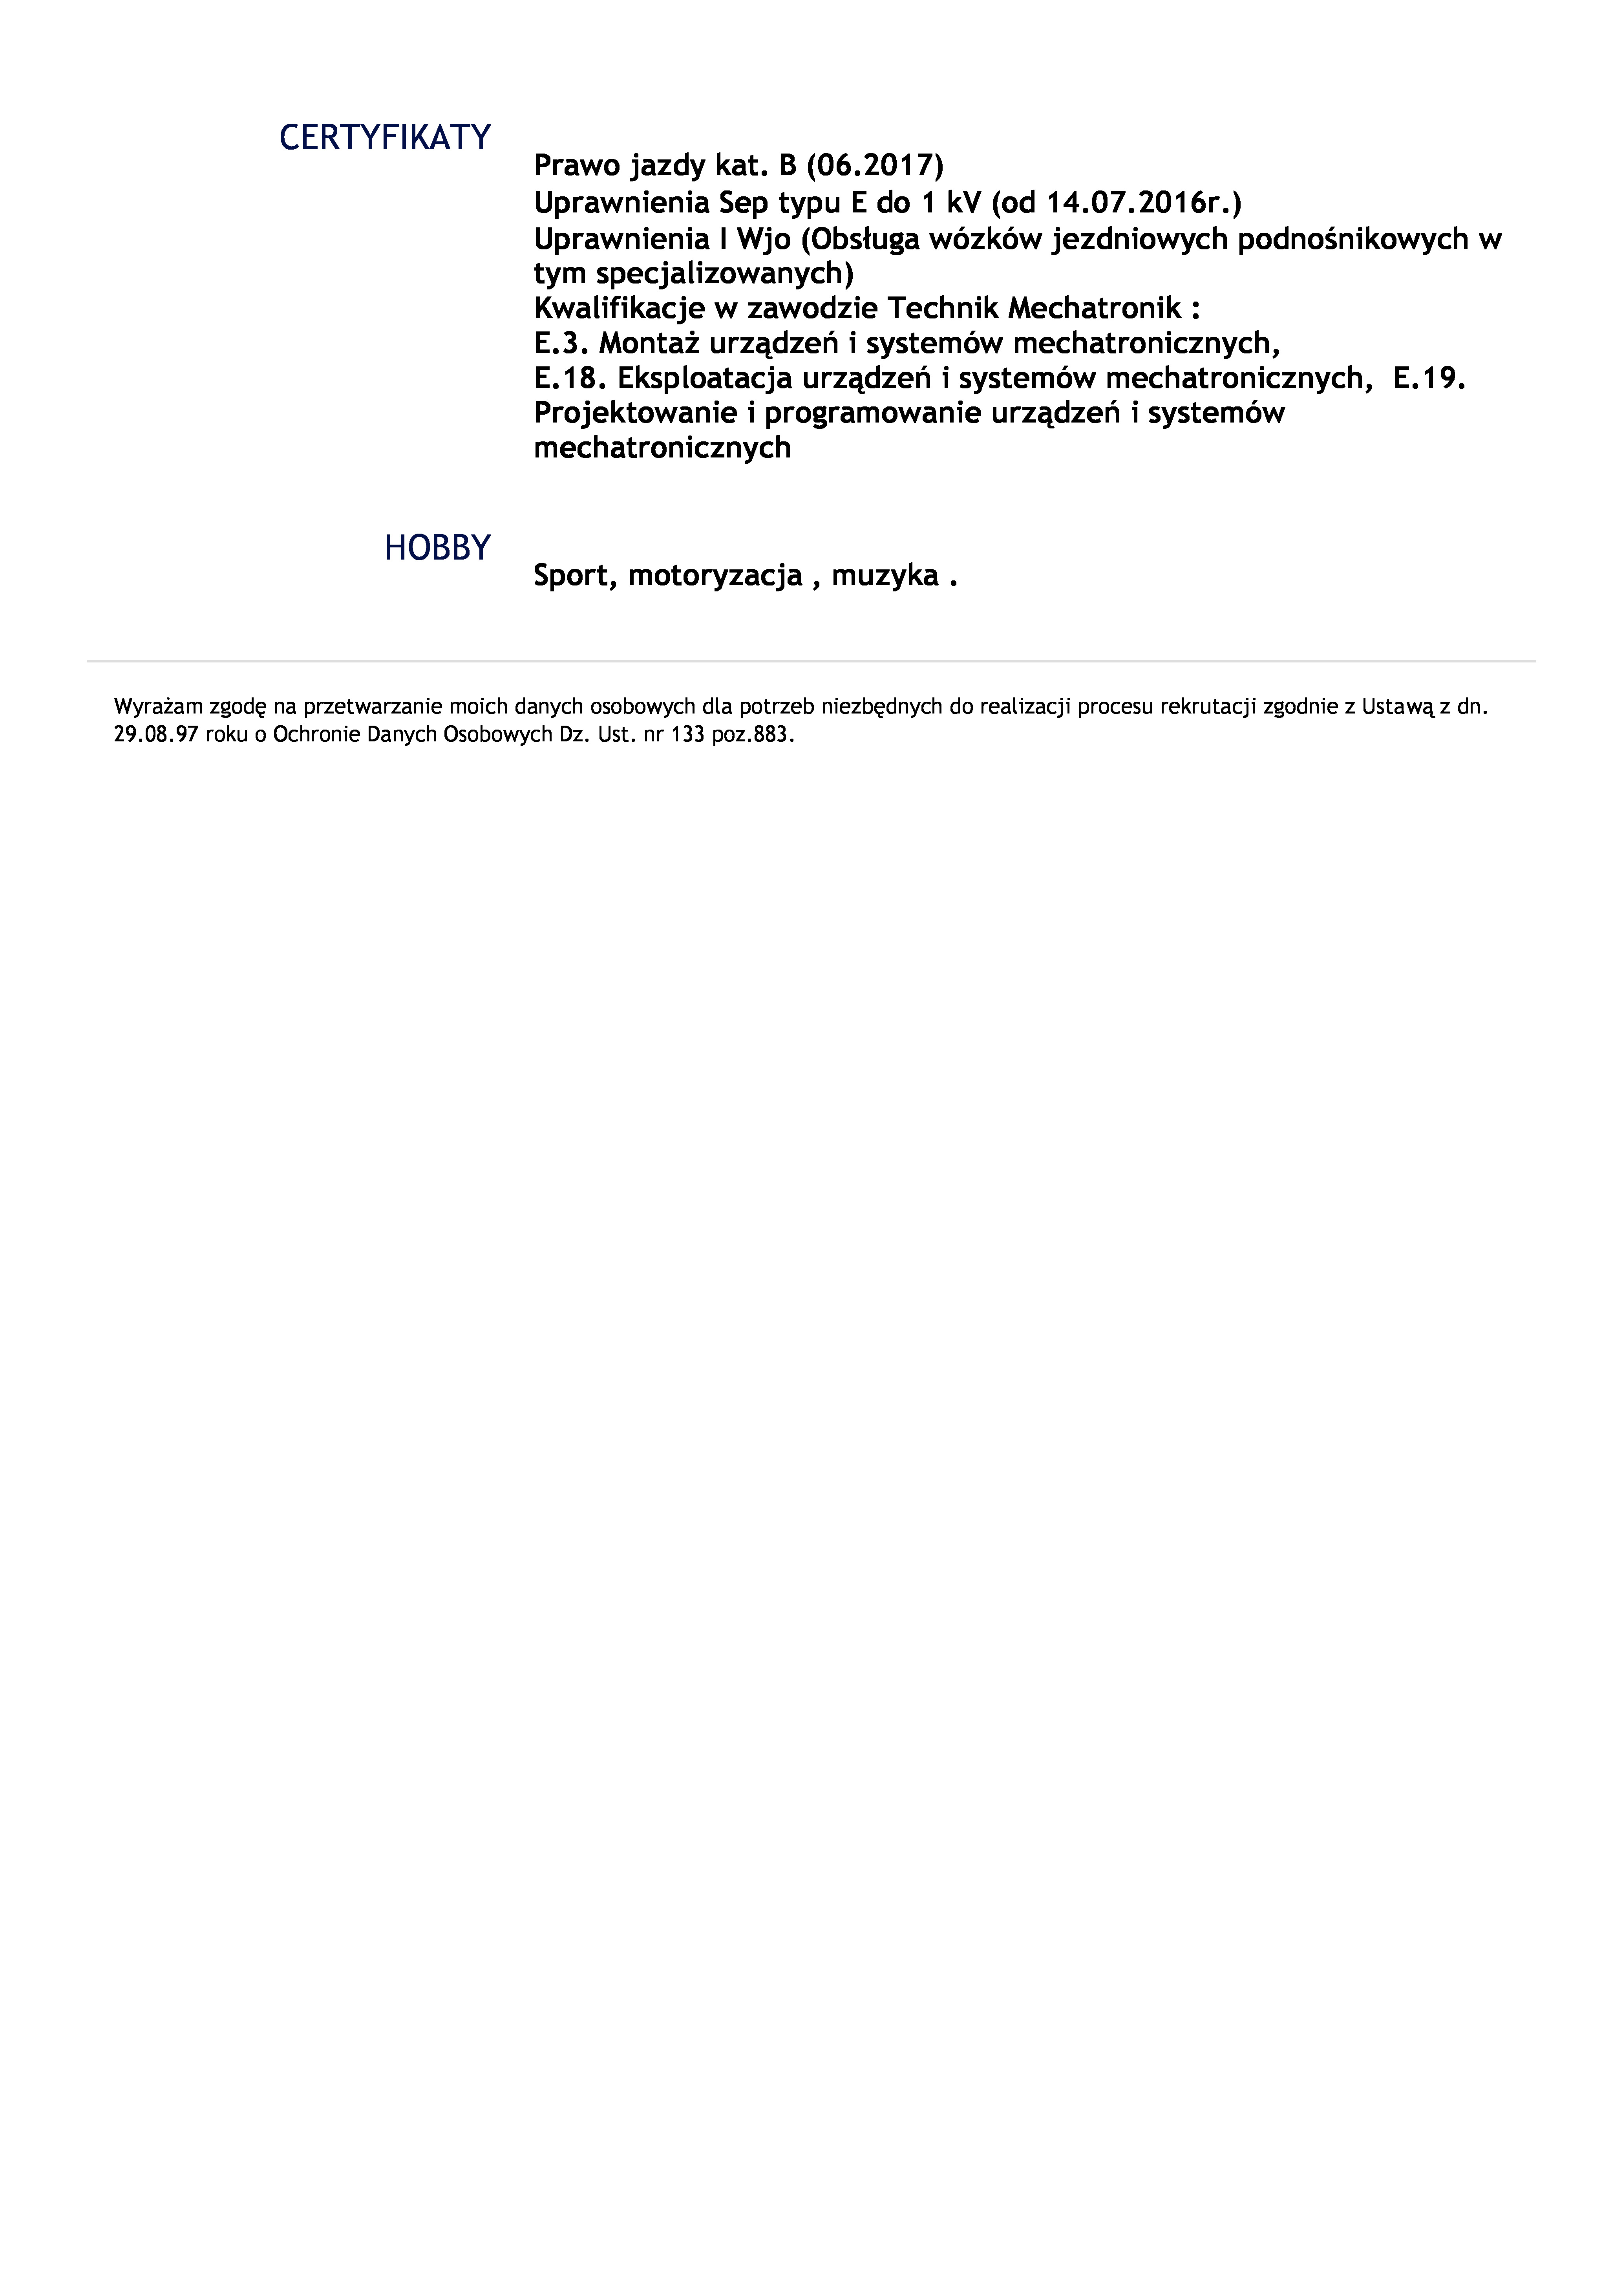 CERTYFIKATY
Prawo jazdy kat. B (06.2017)
Uprawnienia Sep typu E do 1 kV (od 14.07.2016r.)
Uprawnienia I Wjo (Obsługa wózków jezdniowych podnośnikowych w
tym specjalizowanych)
Kwalifikacje w zawodzie Technik Mechatronik :
E.3. Montaż urządzeń i systemów mechatronicznych,
E.18. Eksploatacja urządzeń i systemów mechatronicznych,  E.19.
Projektowanie i programowanie urządzeń i systemów
mechatronicznych
HOBBY
Sport, motoryzacja , muzyka .
Wyrażam zgodę na przetwarzanie moich danych osobowych dla potrzeb niezbędnych do realizacji procesu rekrutacji zgodnie z Ustawą z dn.
29.08.97 roku o Ochronie Danych Osobowych Dz. Ust. nr 133 poz.883.